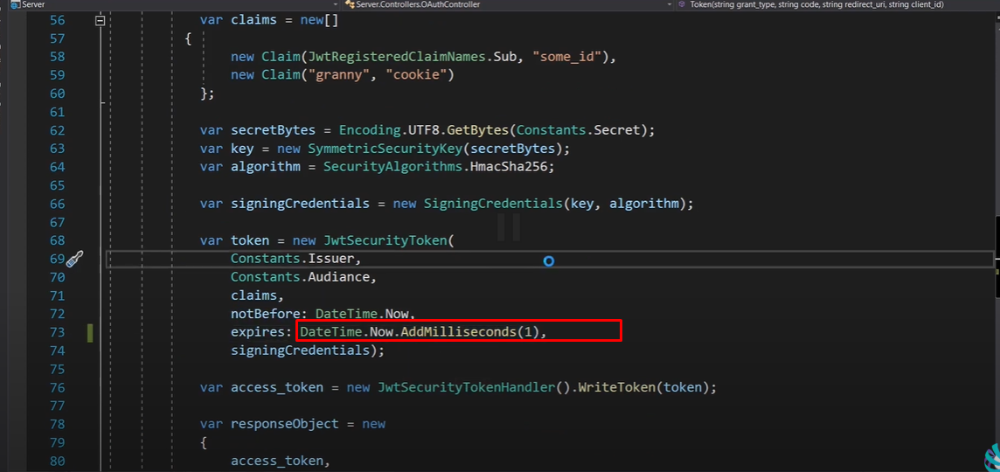 Server
Server.Controllers.OAuthController
Token(string grant_type, string code, string redirect_uri, string client_id)
56 var claims = new[]
57 {
58 new Claim(JwtRegisteredClaimNames.Sub, "some_id"),
59 new Claim("granny", "cookie")
60 };
61
62 var secretBytes = Encoding.UTF8.GetBytes(Constants.Secret);
63 var key = new SymmetricSecurityKey(secretBytes);
64 var algorithm = SecurityAlgorithms.HmacSha256;
65
66 var signingCredentials = new SigningCredentials(key, algorithm);
67
68 var token = new JwtSecurityToken(
69 Constants.Issuer,
70 Constants.Audiance,
71 claims,
72 notBefore: DateTime.Now,
73 expires: DateTime.Now.AddMilliseconds(1),
74 signingCredentials);
75
76 var access_token = new JwtSecurityTokenHandler().WriteToken(token);
77
78 var responseObject = new
79 {
80 access_token,